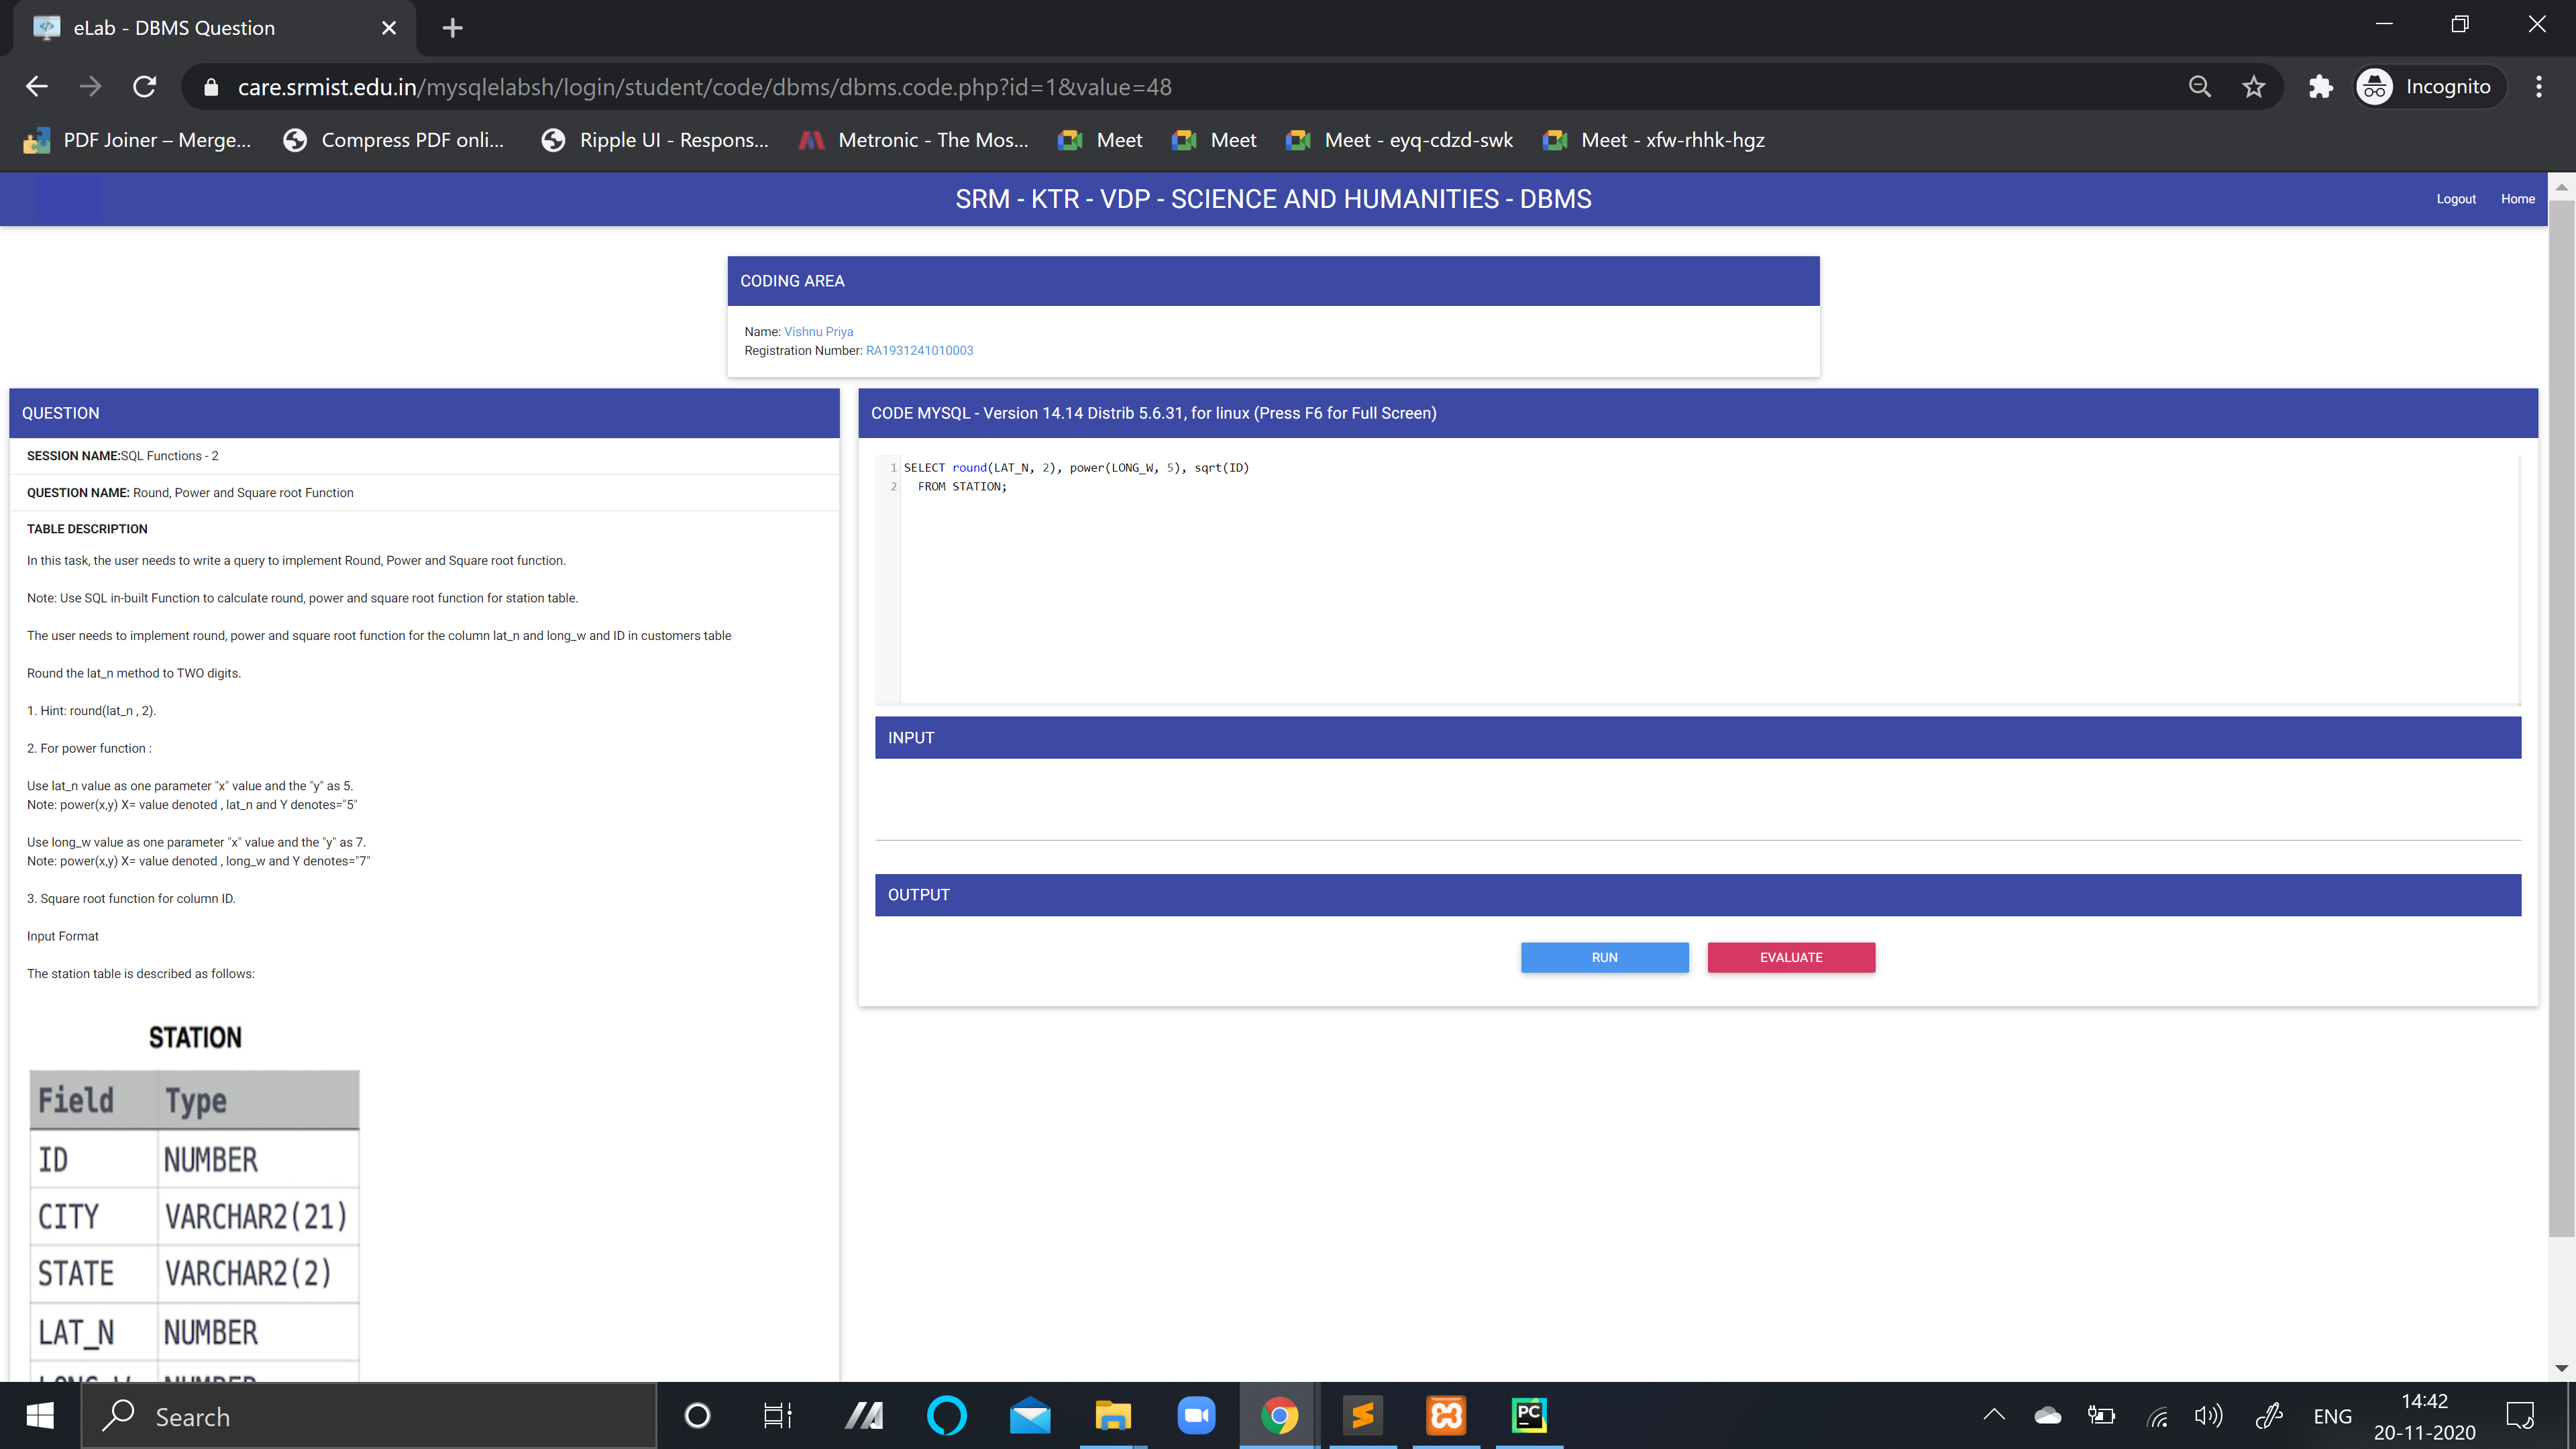 eLab - DBMS Question
care.srmist.edu.in/mysqlelabsh/login/student/code/dbms/dbms.code.php?id=1&value=48
Incognito
PDF Joiner – Merge...
Compress PDF onli...
Ripple UI - Respons...
Metronic - The Mos...
Meet
Meet
Meet - eyq-cdzd-swk
Meet - xfw-rhhk-hgz
SRM - KTR - VDP - SCIENCE AND HUMANITIES - DBMS
Logout
Home
CODING AREA
Name: Vishnu Priya
Registration Number: RA1931241010003
QUESTION
SESSION NAME:SQL Functions - 2
QUESTION NAME: Round, Power and Square root Function
TABLE DESCRIPTION
In this task, the user needs to write a query to implement Round, Power and Square root function.
Note: Use SQL in-built Function to calculate round, power and square root function for station table.
The user needs to implement round, power and square root function for the column lat_n and long_w and ID in customers table
Round the lat_n method to TWO digits.
1. Hint: round(lat_n , 2).
2. For power function :
Use lat_n value as one parameter "x" value and the "y" as 5.
Note: power(x,y) X= value denoted , lat_n and Y denotes="5"
Use long_w value as one parameter "x" value and the "y" as 7.
Note: power(x,y) X= value denoted , long_w and Y denotes="7"
3. Square root function for column ID.
Input Format
The station table is described as follows:
STATION
Field Type
ID NUMBER
CITY VARCHAR2(21)
STATE VARCHAR2(2)
LAT_N NUMBER
CODE MYSQL - Version 14.14 Distrib 5.6.31, for linux (Press F6 for Full Screen)
1 SELECT round(LAT_N, 2), power(LONG_W, 5), sqrt(ID)
2 FROM STATION;
INPUT
OUTPUT
RUN
EVALUATE
Search
PC
ENG
14:42
20-11-2020